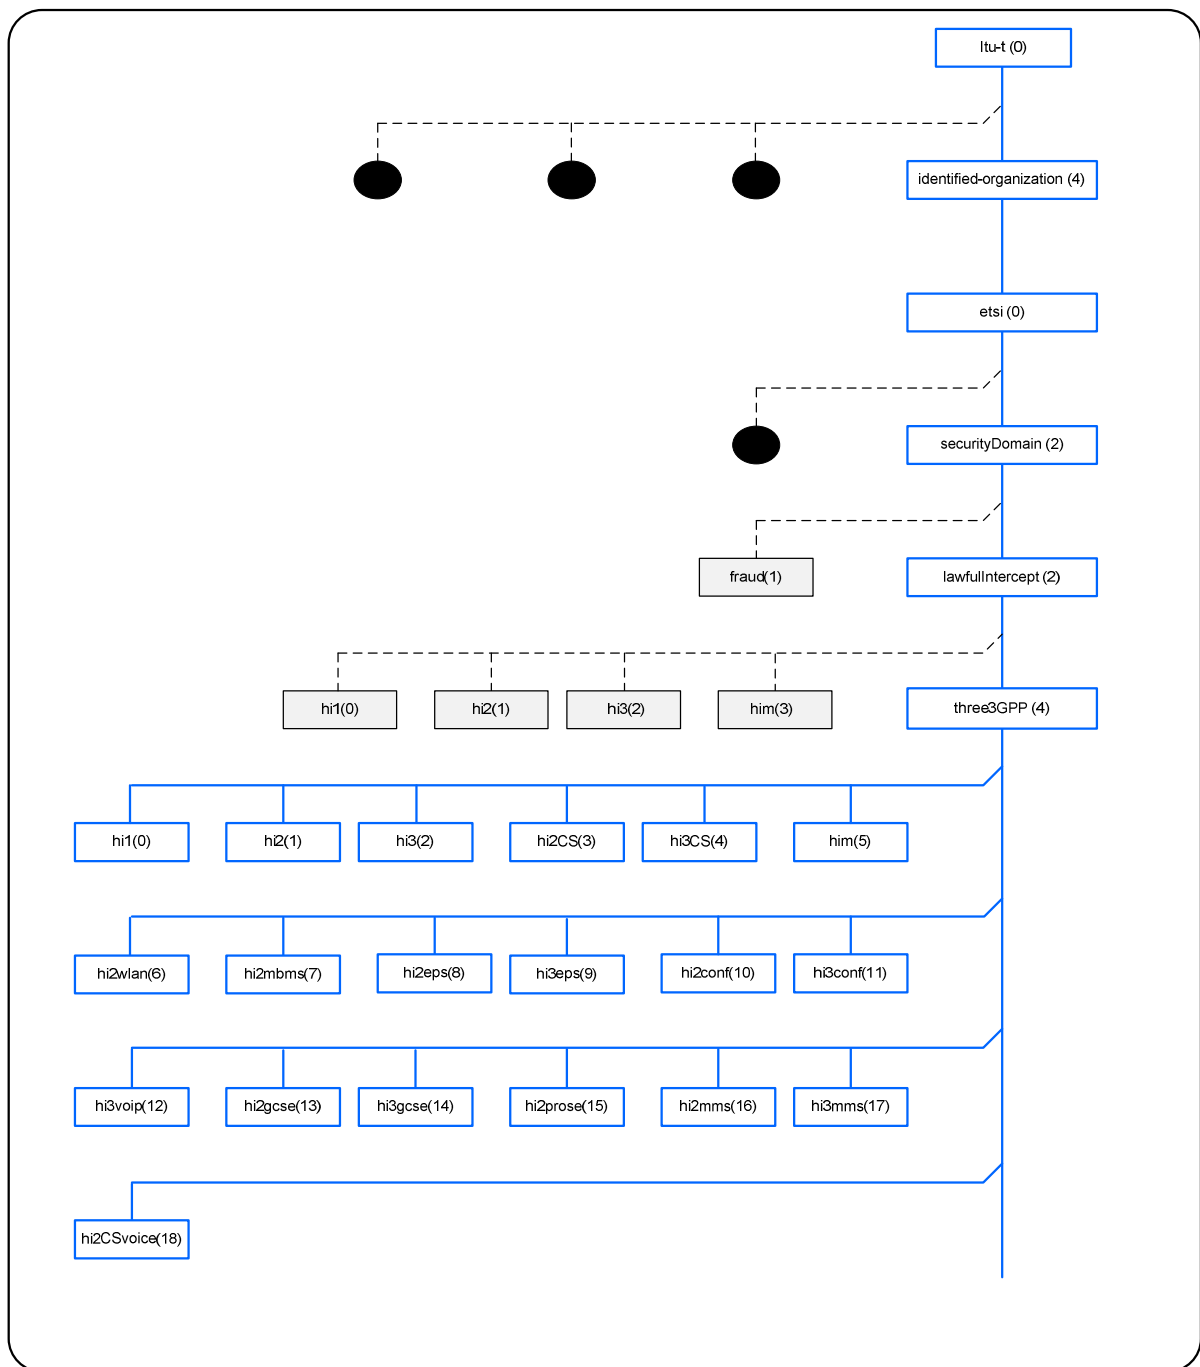 Itu-t (0)
identified-organization (4)
etsi (0)
securityDomain (2)
fraud(1)
lawfulIntercept (2)
hi1(0)
hi2(1)
hi3(2)
him(3)
three3GPP (4)
hi1(0)
hi2(1)
hi3(2)
hi2CS(3)
hi3CS(4)
him(5)
hi2wlan(6)
hi2mbms(7)
hi2eps(8)
hi3eps(9)
hi2conf(10)
hi3conf(11)
hi3voip(12)
hi2gcse(13)
hi3gcse(14)
hi2prose(15)
hi2mms(16)
hi3mms(17)
hi2CSvoice(18)